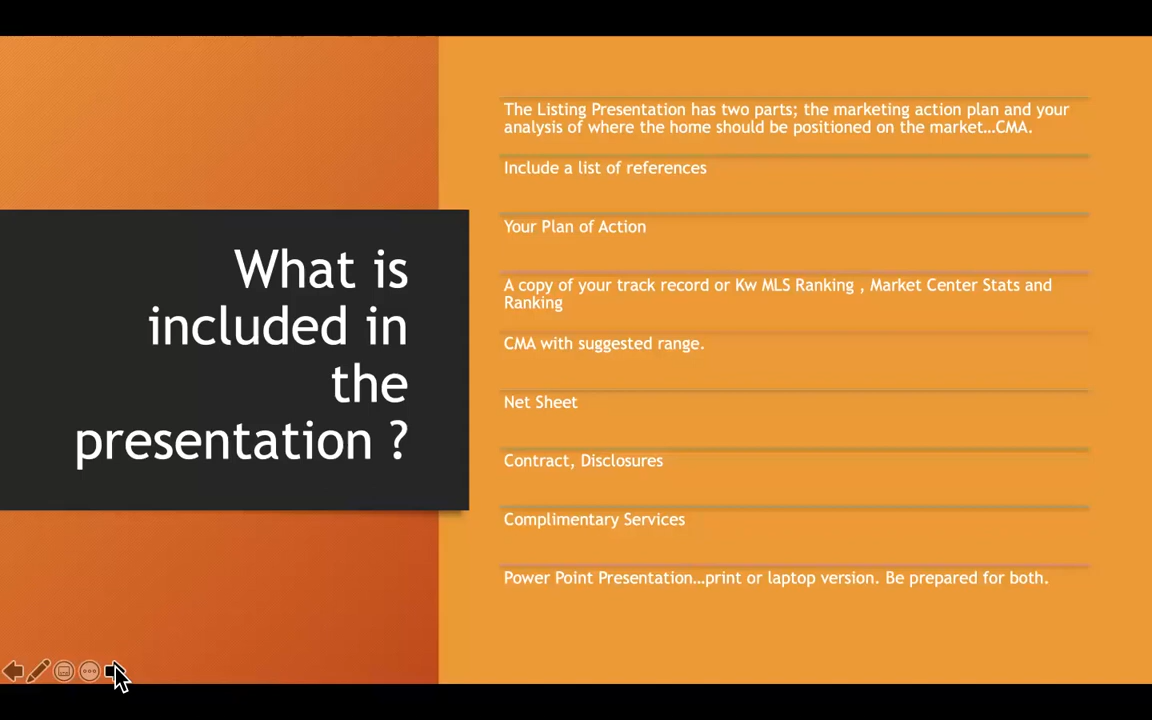 What is
included in
the
presentation ?
The Listing Presentation has two parts; the marketing action plan and your
analysis of where the home should be positioned on the market…CMA.
Include a list of references
Your Plan of Action
A copy of your track record or Kw MLS Ranking , Market Center Stats and
Ranking
CMA with suggested range.
Net Sheet
Contract, Disclosures
Complimentary Services
Power Point Presentation…print or laptop version. Be prepared for both.